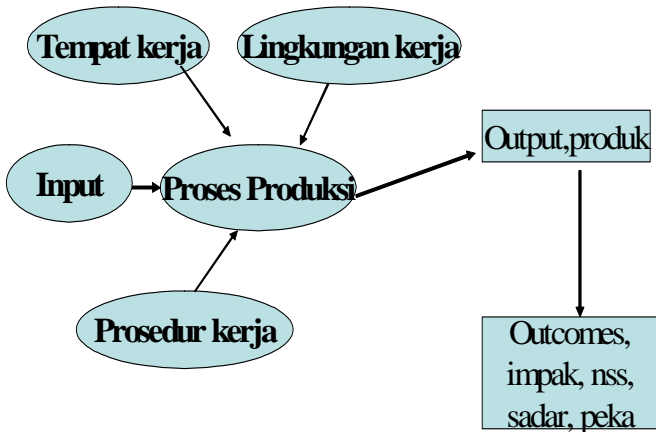 Tempat kerja
Lingkungan kerja
Output,produk
Input
Proses Produksi
Prosedur kerja
Outcomes,
impak, nss,
sadar, peka